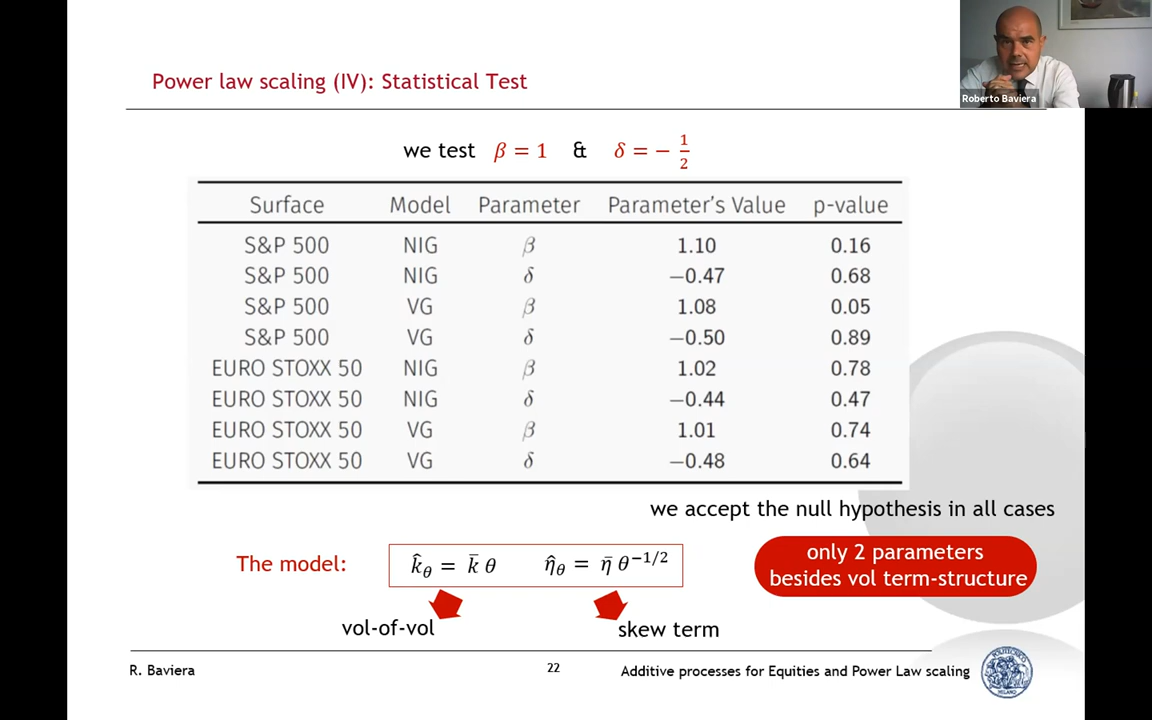 Roberto Baviera
Power law scaling (IV): Statistical Test
we test β = 1 & δ = − 1/2
Surface Model Parameter Parameter's Value p-value
S&P 500 NIG β 1.10 0.16
S&P 500 NIG δ −0.47 0.68
S&P 500 VG β 1.08 0.05
S&P 500 VG δ −0.50 0.89
EURO STOXX 50 NIG β 1.02 0.78
EURO STOXX 50 NIG δ −0.44 0.47
EURO STOXX 50 VG β 1.01 0.74
EURO STOXX 50 VG δ −0.48 0.64
we accept the null hypothesis in all cases
The model: k̂_θ = k̄ θ η̂_θ = η̄ θ^−1/2
only 2 parameters
besides vol term-structure
vol-of-vol skew term
R. Baviera 22 Additive processes for Equities and Power Law scaling